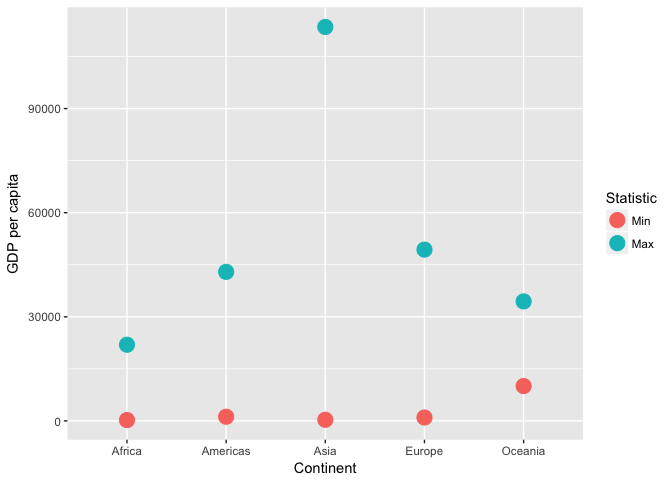 90000
60000
30000
0
GDP per capita
Africa Americas Asia Europe Oceania
Continent
Statistic
Min
Max